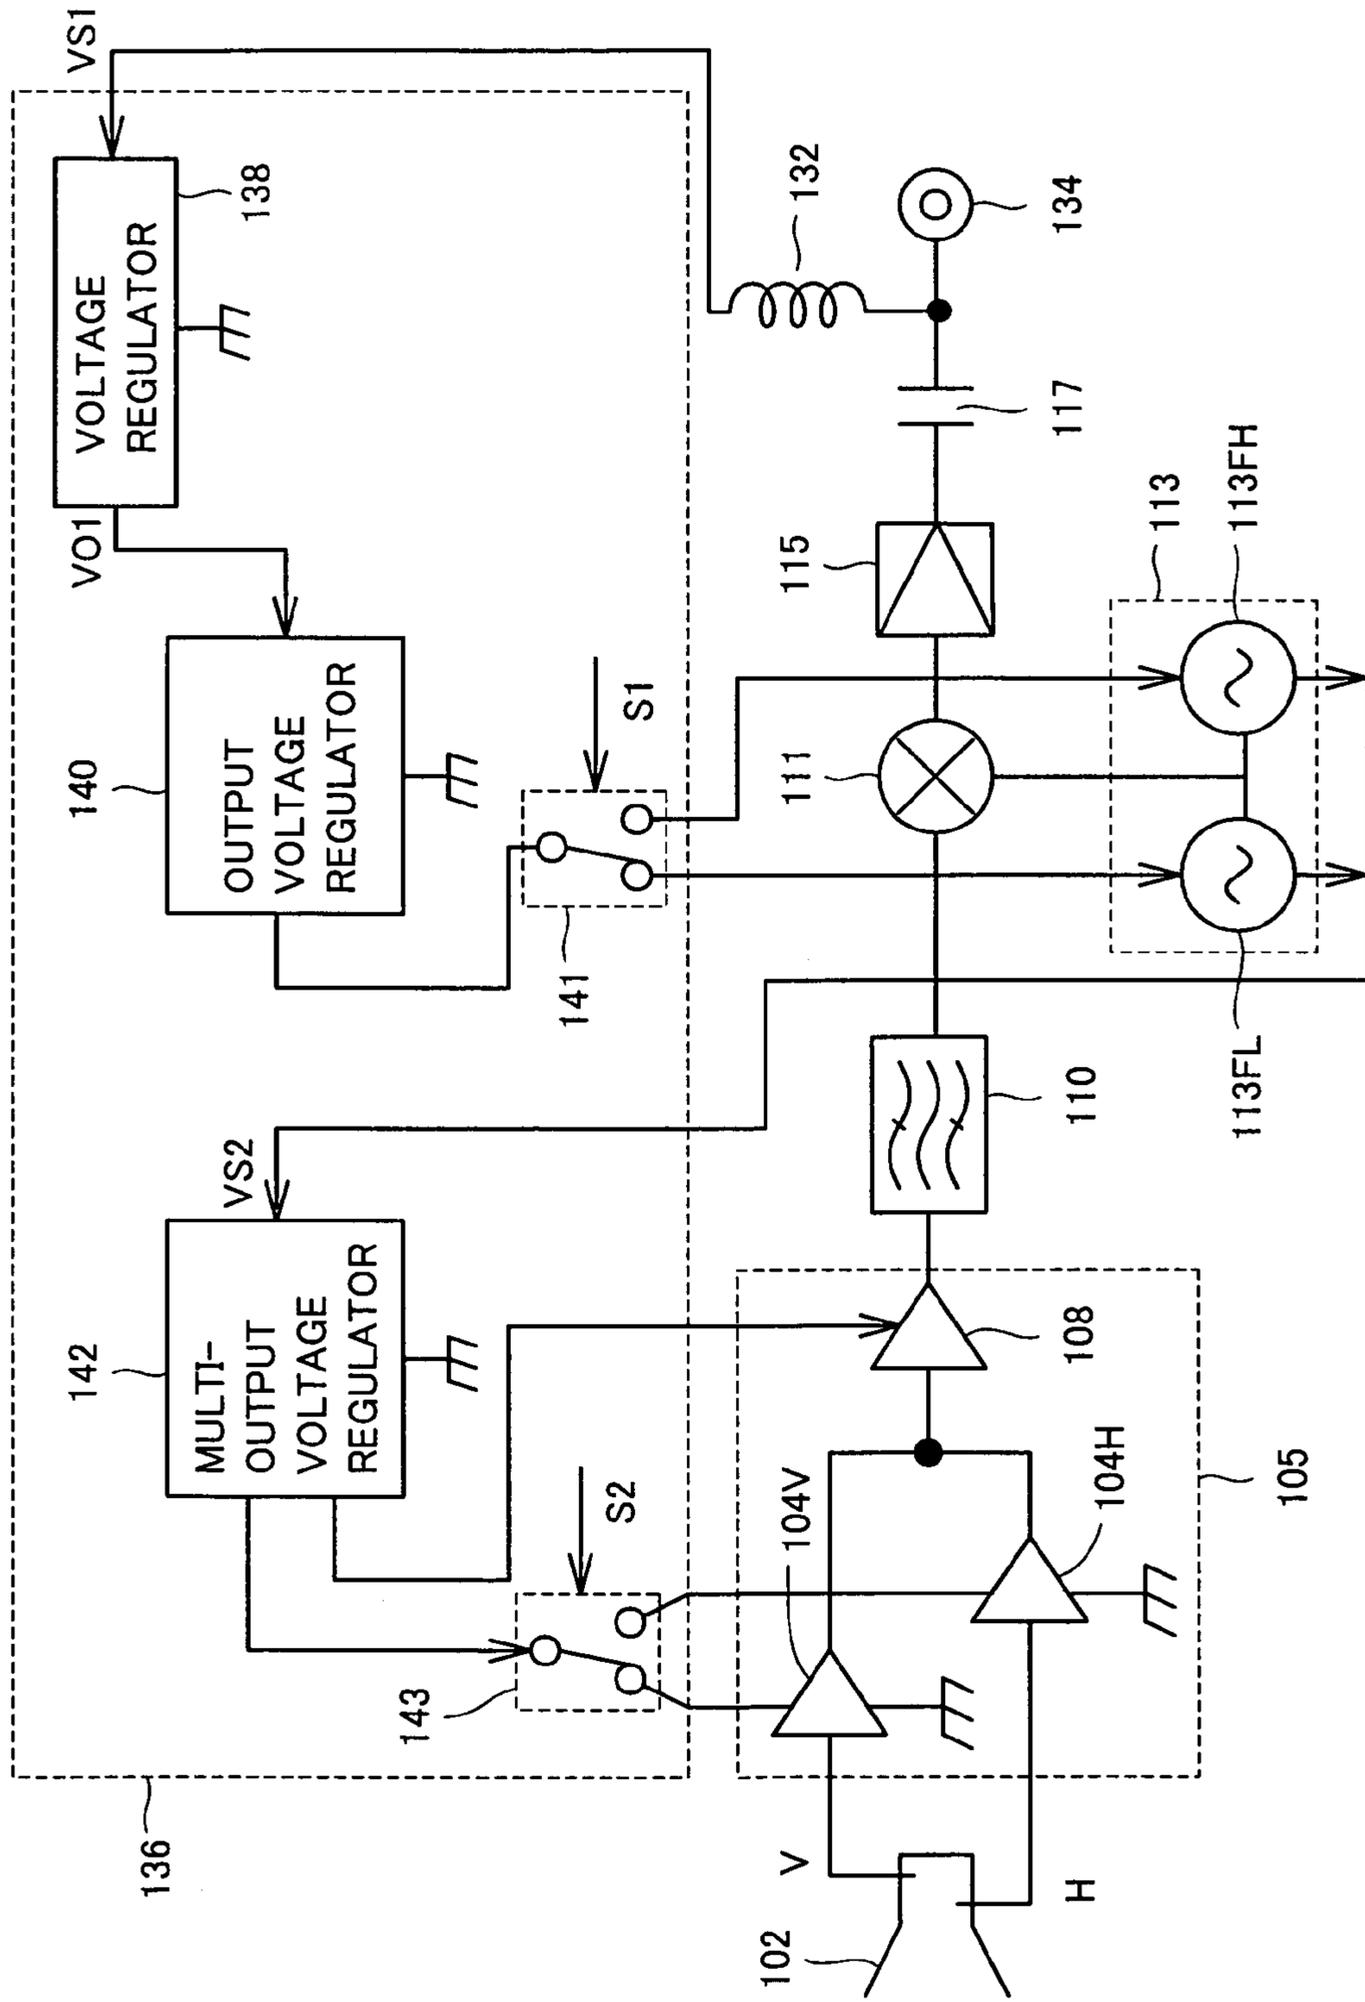 136
142
MULTI-
OUTPUT
VOLTAGE
REGULATOR
VS2
140
OUTPUT
VOLTAGE
REGULATOR
VO1
VOLTAGE
REGULATOR
138
VS1
143
S2
141
S1
102
V
H
104V
104H
105
108
110
111
115
117
132
134
113
113FL
113FH